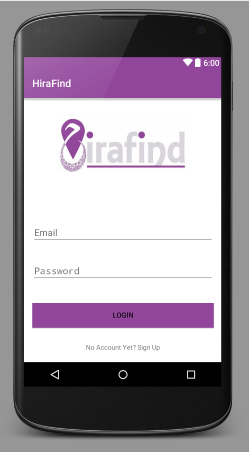 6:00
HiraFind
Hirafind
Email
Password
LOGIN
No Account Yet? Sign Up